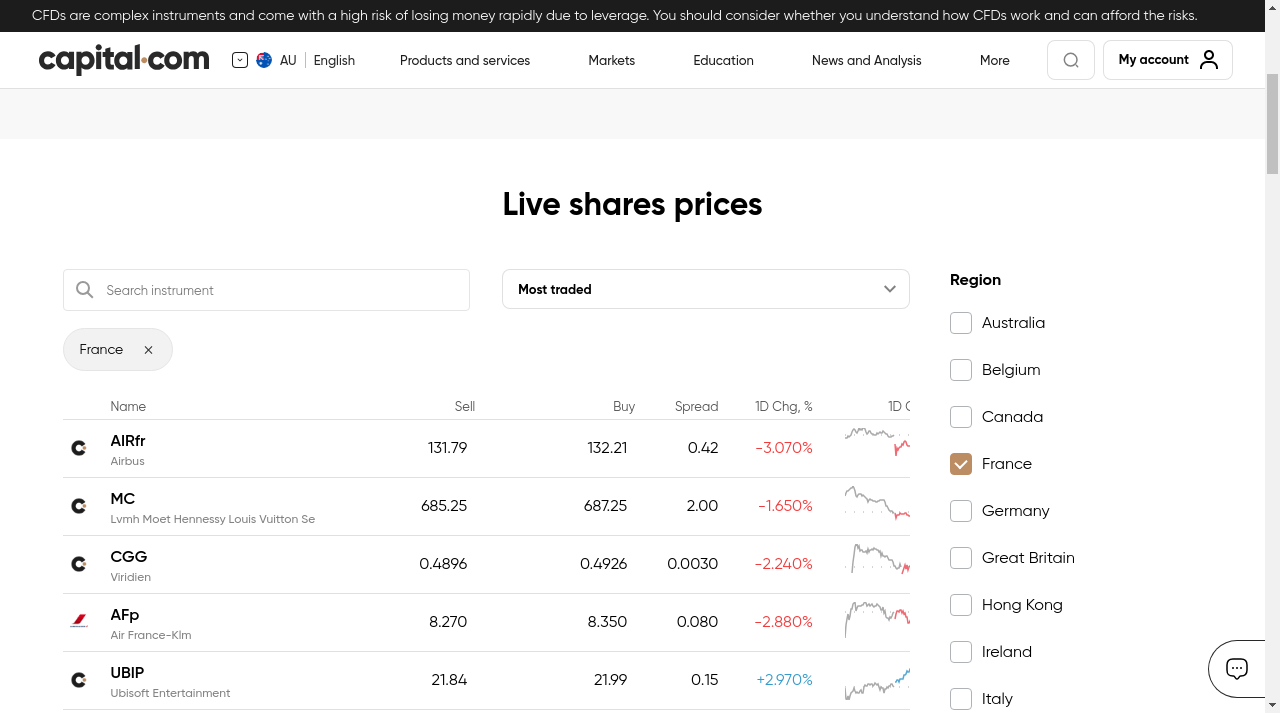 CFDs are complex instruments and come with a high risk of losing money rapidly due to leverage. You should consider whether you understand how CFDs work and can afford the risks.
capital.com AU English Products and services Markets Education News and Analysis More My account
Live shares prices
Search instrument
Most traded
France
Name Sell Buy Spread 1D Chg, % 1D C
AIRfr 131.79 132.21 0.42 -3.070%
Airbus
MC 685.25 687.25 2.00 -1.650%
Lvmh Moet Hennessy Louis Vuitton Se
CGG 0.4896 0.4926 0.0030 -2.240%
Viridien
AFp 8.270 8.350 0.080 -2.880%
Air France-Klm
UBIP 21.84 21.99 0.15 +2.970%
Ubisoft Entertainment
Region
Australia
Belgium
Canada
France
Germany
Great Britain
Hong Kong
Ireland
Italy